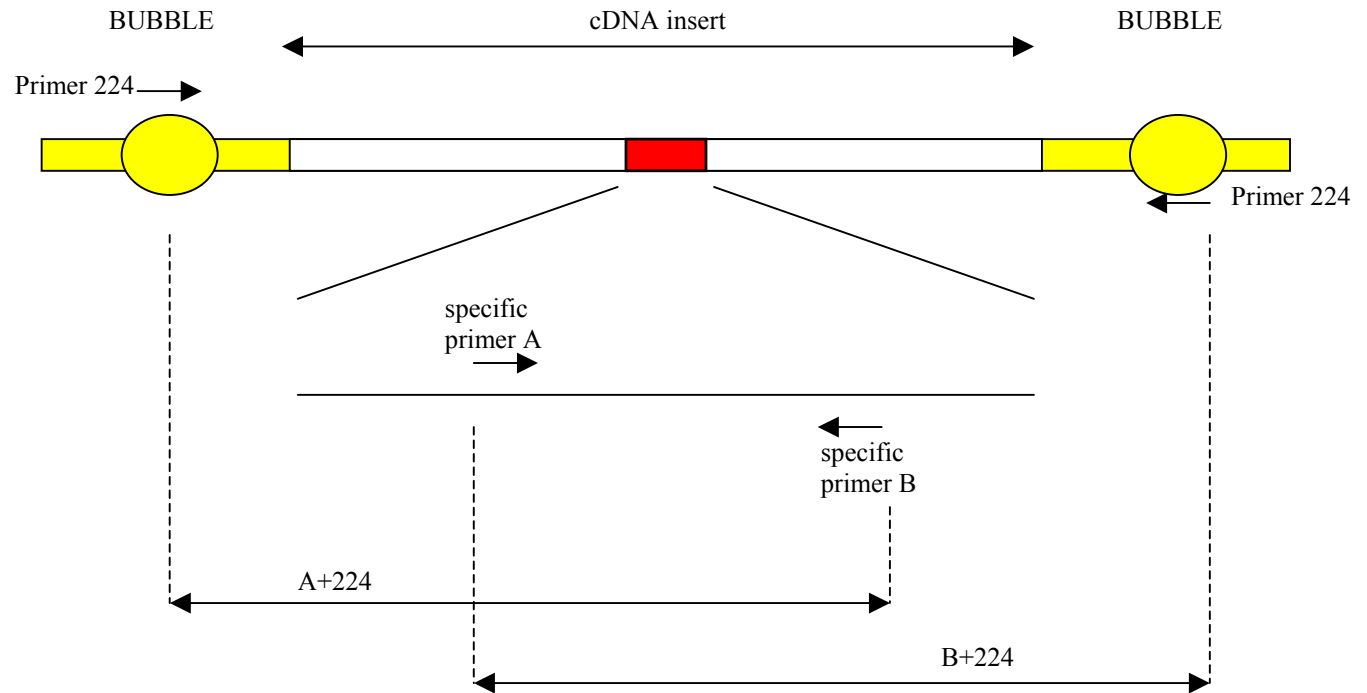 BUBBLE
cDNA insert
BUBBLE
Primer 224
Primer 224
specific
primer A
specific
primer B
A+224
B+224